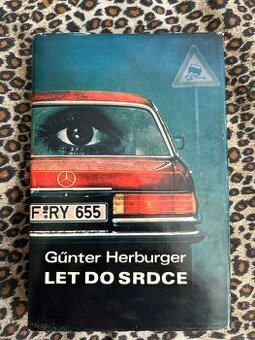 F-RY 655
Gűnter Herburger
LET DO SRDCE